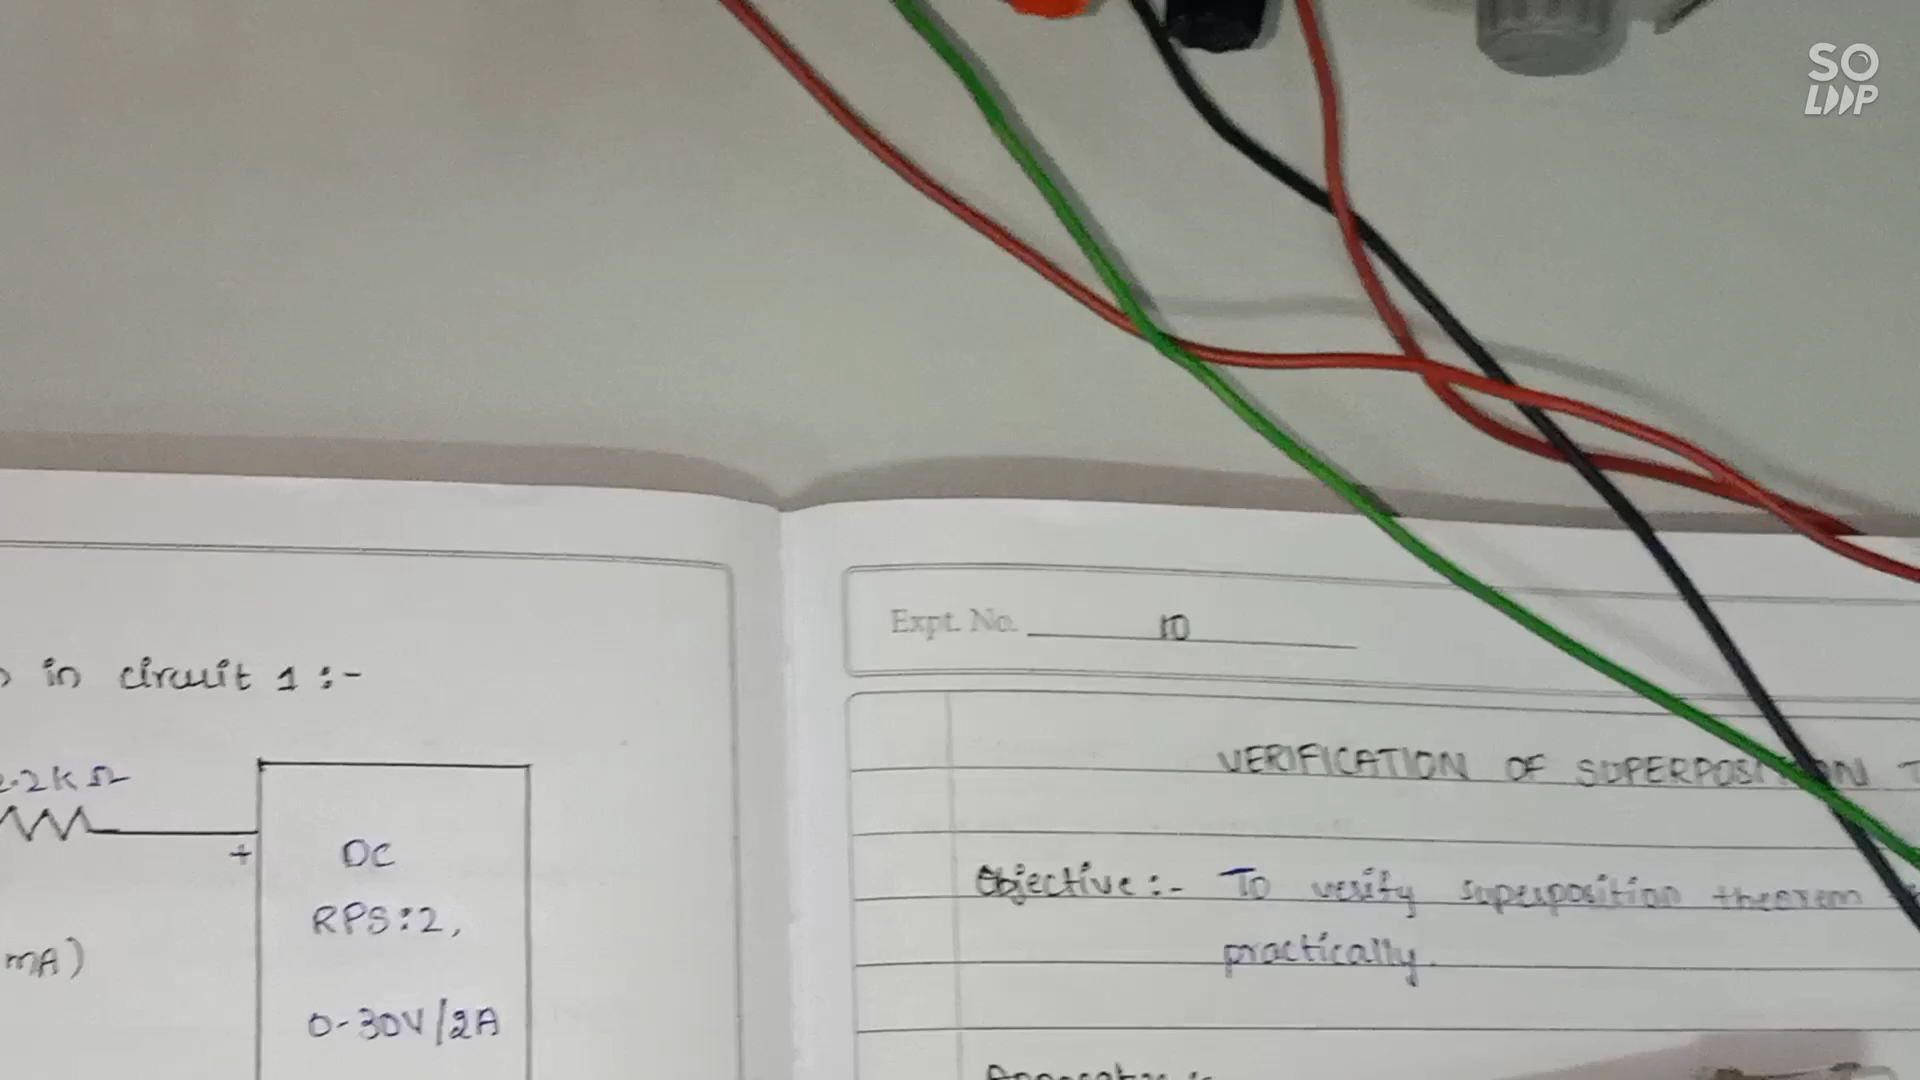 SO
LOOP
in circuit 1 :-
2.2KΩ
+
DC
RPS:2,
mA)
0-30V/2A
Expt. No. 10
VERIFICATION OF SUPERPOSITION
Objective :- To verify superposition theorem
practically.